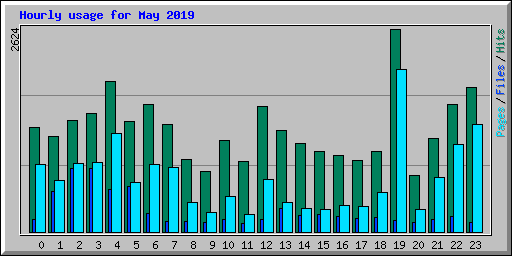 Hourly usage for May 2019
2624
Pages/Files/Hits
0 1 2 3 4 5 6 7 8 9 10 11 12 13 14 15 16 17 18 19 20 21 22 23